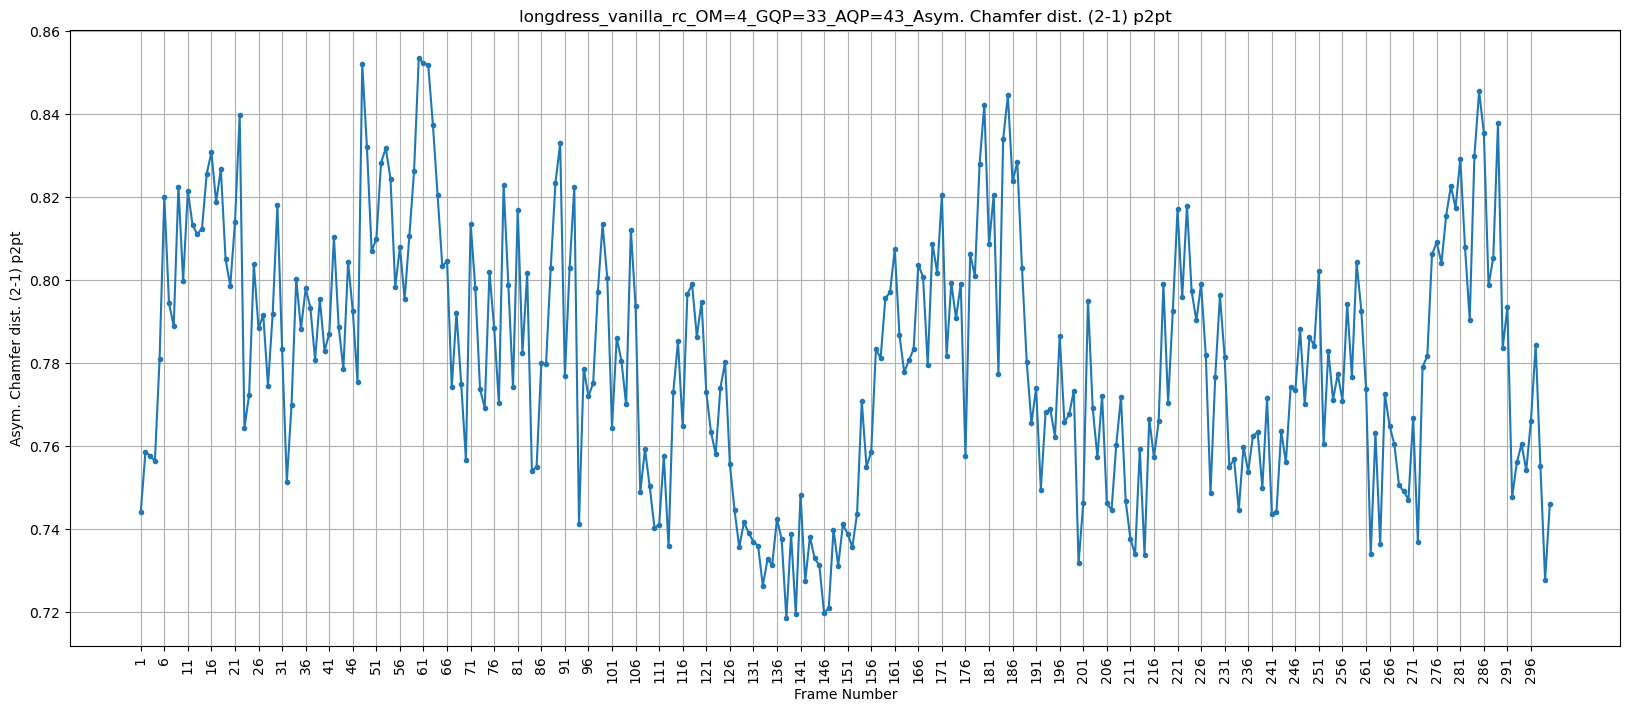 longdress_vanilla_rc_OM=4_GQP=33_AQP=43_Asym. Chamfer dist. (2-1) p2pt
Asym. Chamfer dist. (2-1) p2pt
0.86
0.84
0.82
0.80
0.78
0.76
0.74
0.72
1 6 11 16 21 26 31 36 41 46 51 56 61 66 71 76 81 86 91 96 101 106 111 116 121 126 131 136 141 146 151 156 161 166 171 176 181 186 191 196 201 206 211 216 221 226 231 236 241 246 251 256 261 266 271 276 281 286 291 296
Frame Number